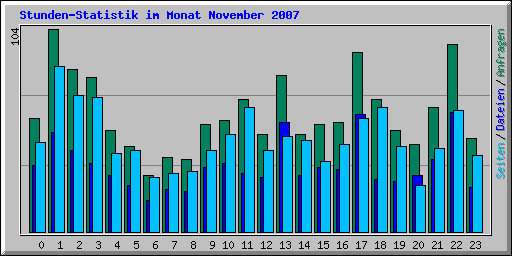 Stunden-Statistik im Monat November 2007
104
Seiten / Dateien / Anfragen
0 1 2 3 4 5 6 7 8 9 10 11 12 13 14 15 16 17 18 19 20 21 22 23